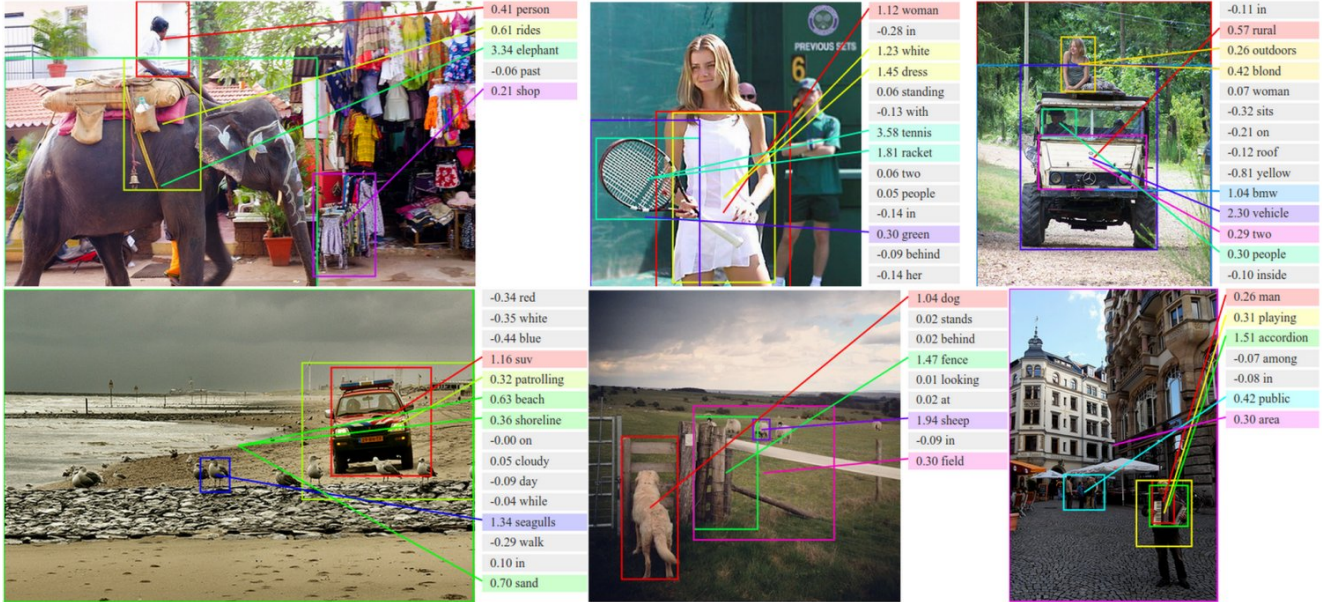 0.41 person
0.61 rides
3.34 elephant
-0.06 past
0.21 shop
PREVIOUS SETS
6
1.12 woman
-0.28 in
1.23 white
1.45 dress
0.06 standing
-0.13 with
3.58 tennis
1.81 racket
0.06 two
0.05 people
-0.14 in
0.30 green
-0.09 behind
-0.14 her
-0.11 in
0.57 rural
0.26 outdoors
0.42 blond
0.07 woman
-0.32 sits
-0.21 on
-0.12 roof
-0.81 yellow
1.04 bmw
2.30 vehicle
0.29 two
0.30 people
-0.10 inside
-0.34 red
-0.35 white
-0.44 blue
1.16 suv
0.32 patrolling
0.63 beach
0.36 shoreline
-0.00 on
0.05 cloudy
-0.09 day
-0.04 while
1.34 seagulls
-0.29 walk
0.10 in
0.70 sand
1.04 dog
0.02 stands
0.02 behind
1.47 fence
0.01 looking
0.02 at
1.94 sheep
-0.09 in
0.30 field
0.26 man
0.31 playing
1.51 accordion
-0.07 among
-0.08 in
0.42 public
0.30 area